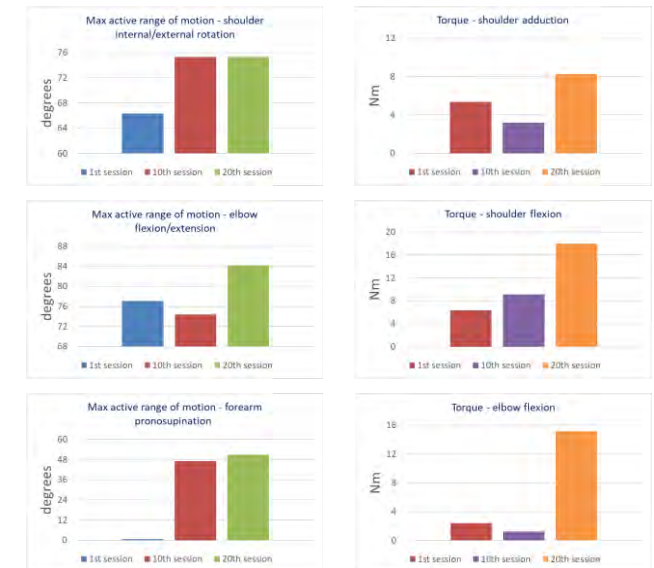 Max active range of motion - shoulder
internal/external rotation
76
72
68
64
60
degrees
1st session 10th session 20th session
Torque - shoulder adduction
12
8
4
0
Nm
1st session 10th session 20th session
Max active range of motion - elbow
flexion/extension
88
84
80
76
72
68
degrees
1st session 10th session 20th session
Torque - shoulder flexion
20
16
12
8
4
0
Nm
1st session 10th session 20th session
Max active range of motion - forearm
pronosupination
60
48
36
24
12
0
degrees
1st session 10th session 20th session
Torque - elbow flexion
16
12
8
4
0
Nm
1st session 10th session 20th session